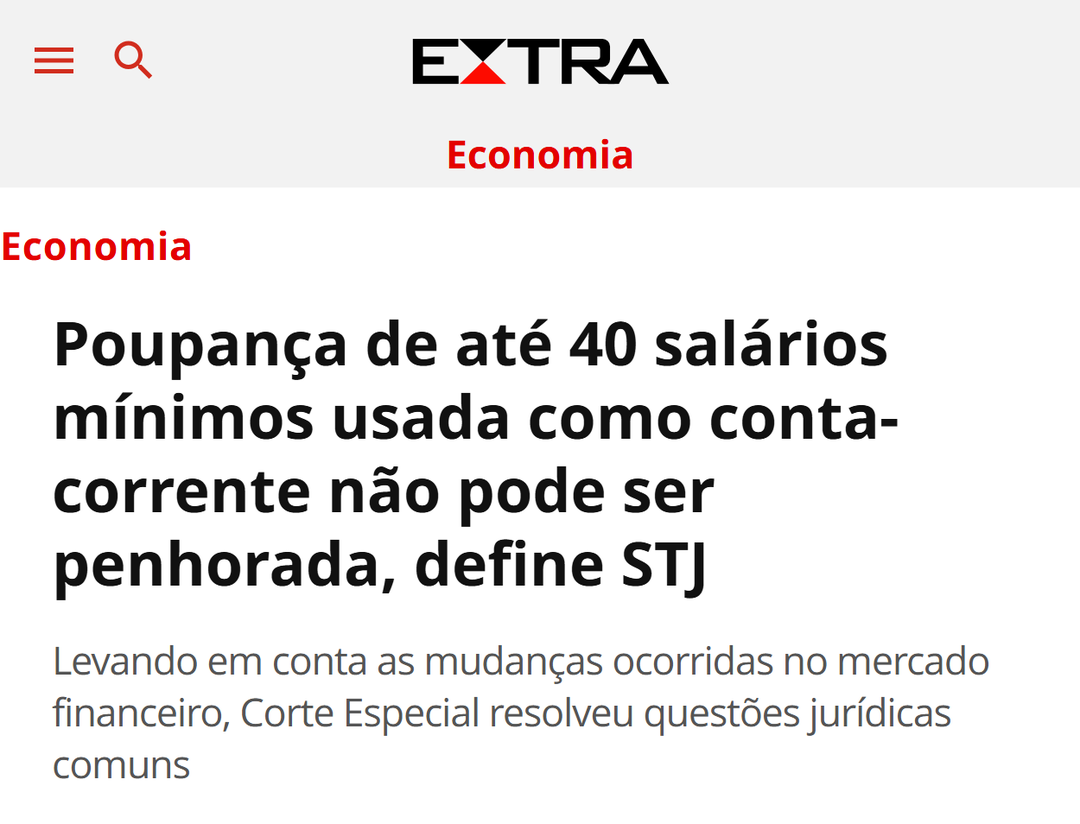 EXTRA
Economia
Economia
Poupança de até 40 salários
mínimos usada como conta-
corrente não pode ser
penhorada, define STJ
Levando em conta as mudanças ocorridas no mercado
financeiro, Corte Especial resolveu questões jurídicas
comuns